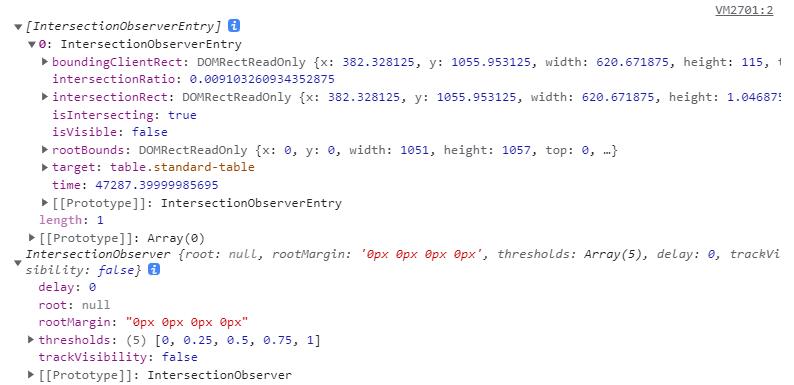 VM2701:2
[IntersectionObserverEntry] i
0: IntersectionObserverEntry
boundingClientRect: DOMRectReadOnly {x: 382.328125, y: 1055.953125, width: 620.671875, height: 115,
intersectionRatio: 0.009103260934352875
intersectionRect: DOMRectReadOnly {x: 382.328125, y: 1055.953125, width: 620.671875, height: 1.046875
isIntersecting: true
isVisible: false
rootBounds: DOMRectReadOnly {x: 0, y: 0, width: 1051, height: 1057, top: 0, …}
target: table.standard-table
time: 47287.39999985695
[[Prototype]]: IntersectionObserverEntry
length: 1
[[Prototype]]: Array(0)
IntersectionObserver {root: null, rootMargin: '0px 0px 0px 0px', thresholds: Array(5), delay: 0, trackVi
sibility: false} i
delay: 0
root: null
rootMargin: "0px 0px 0px 0px"
thresholds: (5) [0, 0.25, 0.5, 0.75, 1]
trackVisibility: false
[[Prototype]]: IntersectionObserver